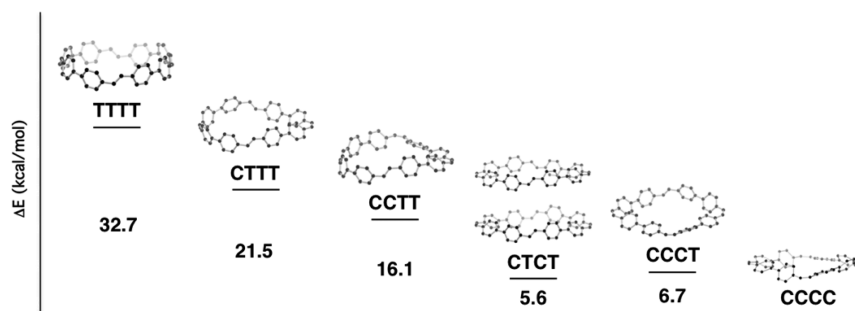 ΔE (kcal/mol)
TTTT
32.7
CTTT
21.5
CCTT
16.1
CTCT
5.6
CCCT
6.7
CCCC